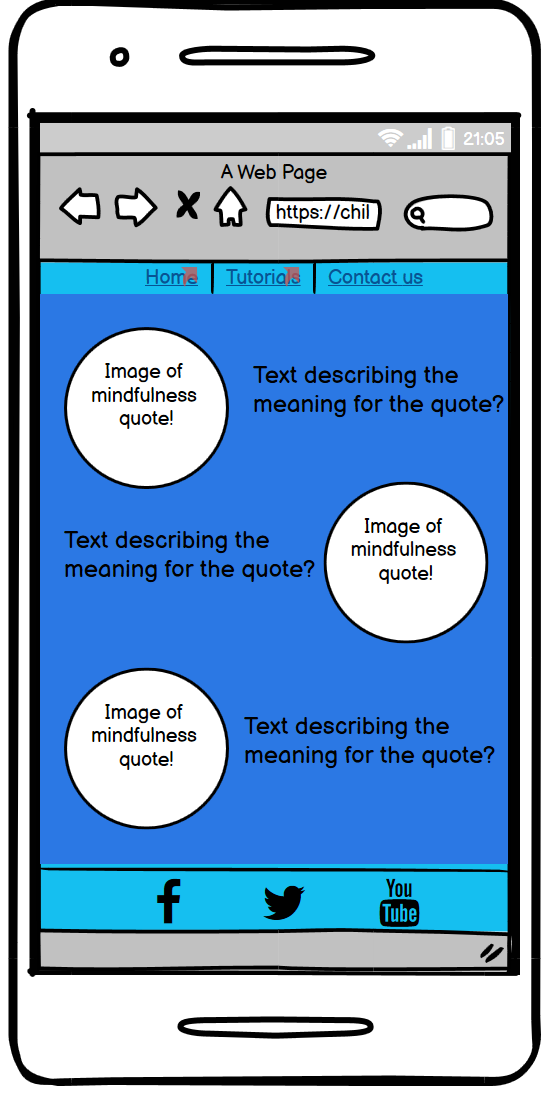 21:05
A Web Page
https://chil
Home Tutorials Contact us
Image of
mindfulness
quote!
Text describing the
meaning for the quote?
Text describing the
meaning for the quote?
Image of
mindfulness
quote!
Image of
mindfulness
quote!
Text describing the
meaning for the quote?
You
Tube